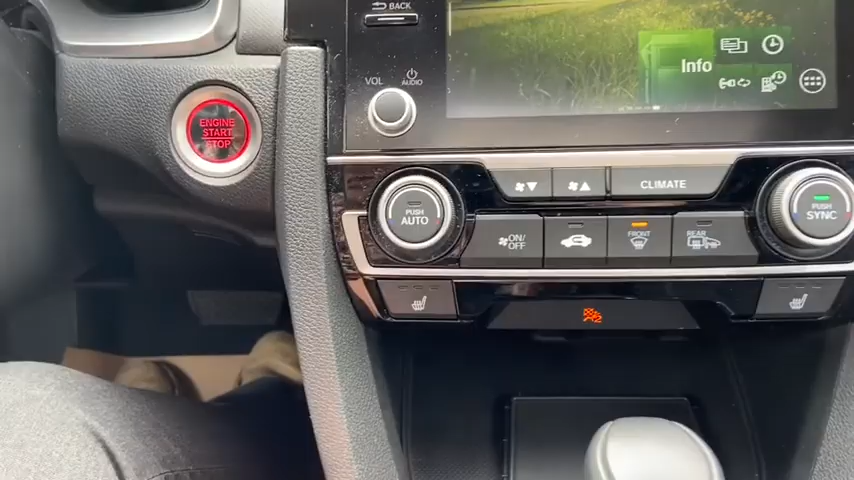 BACK
VOL
AUDIO
Info
ENGINE
START
STOP
PUSH
AUTO
CLIMATE
PUSH
SYNC
ON/
OFF
FRONT
REAR